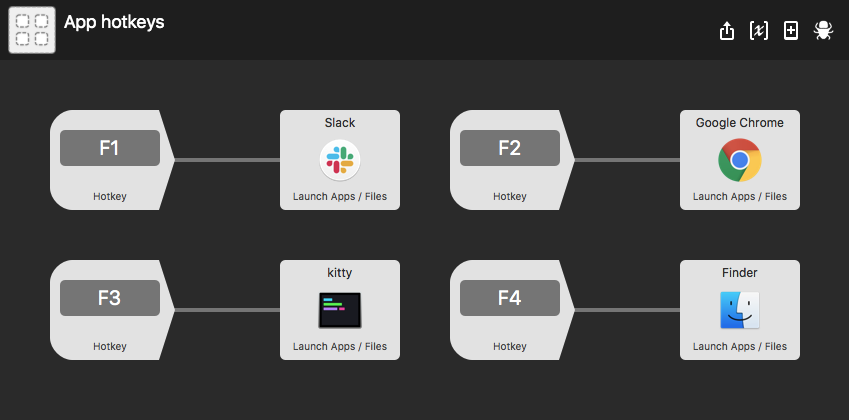 App hotkeys
F1
Hotkey
Slack
Launch Apps / Files
F2
Hotkey
Google Chrome
Launch Apps / Files
F3
Hotkey
kitty
Launch Apps / Files
F4
Hotkey
Finder
Launch Apps / Files